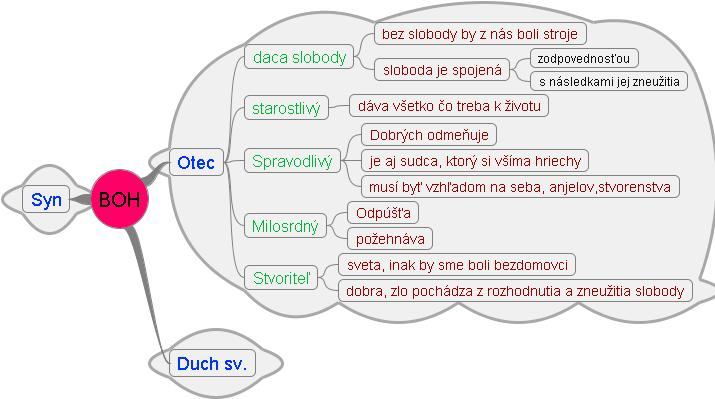 BOH
Otec
daca slobody
bez slobody by z nás boli stroje
sloboda je spojená
zodpovednosťou
s následkami jej zneužitia
starostlivý
dáva všetko čo treba k životu
Spravodlivý
Dobrých odmeňuje
je aj sudca, ktorý si všíma hriechy
musí byť vzhľadom na seba, anjelov,stvorenstva
Milosrdný
Odpúšťa
požehnáva
Stvoriteľ
sveta, inak by sme boli bezdomovci
dobra, zlo pochádza z rozhodnutia a zneužitia slobody
Syn
Duch sv.